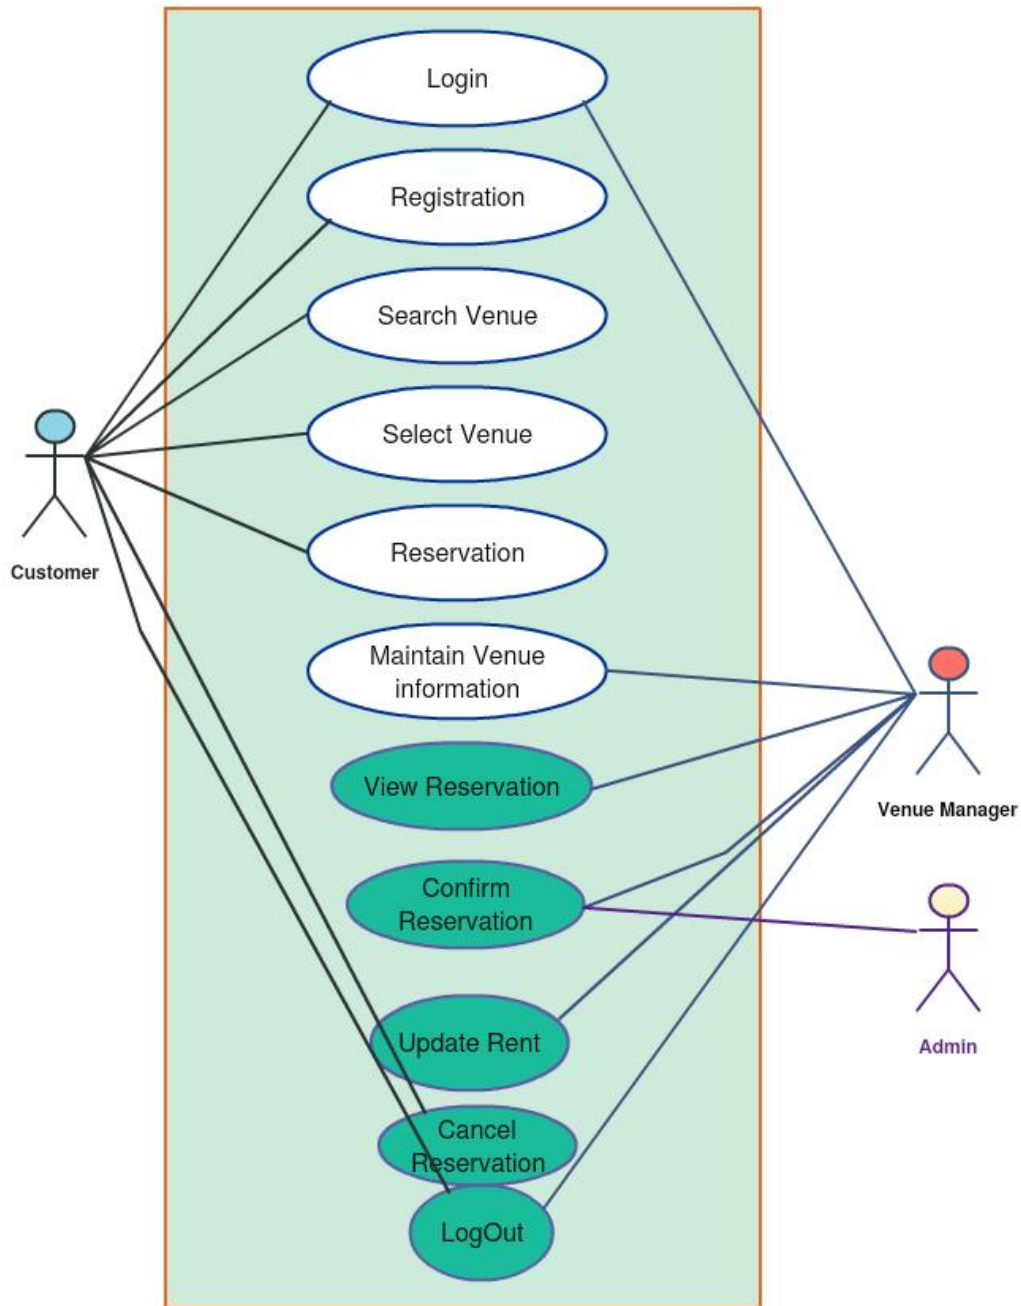 Login
Registration
Search Venue
Select Venue
Reservation
Customer
Maintain Venue
information
View Reservation
Venue Manager
Confirm
Reservation
Update Rent
Admin
Cancel
Reservation
LogOut